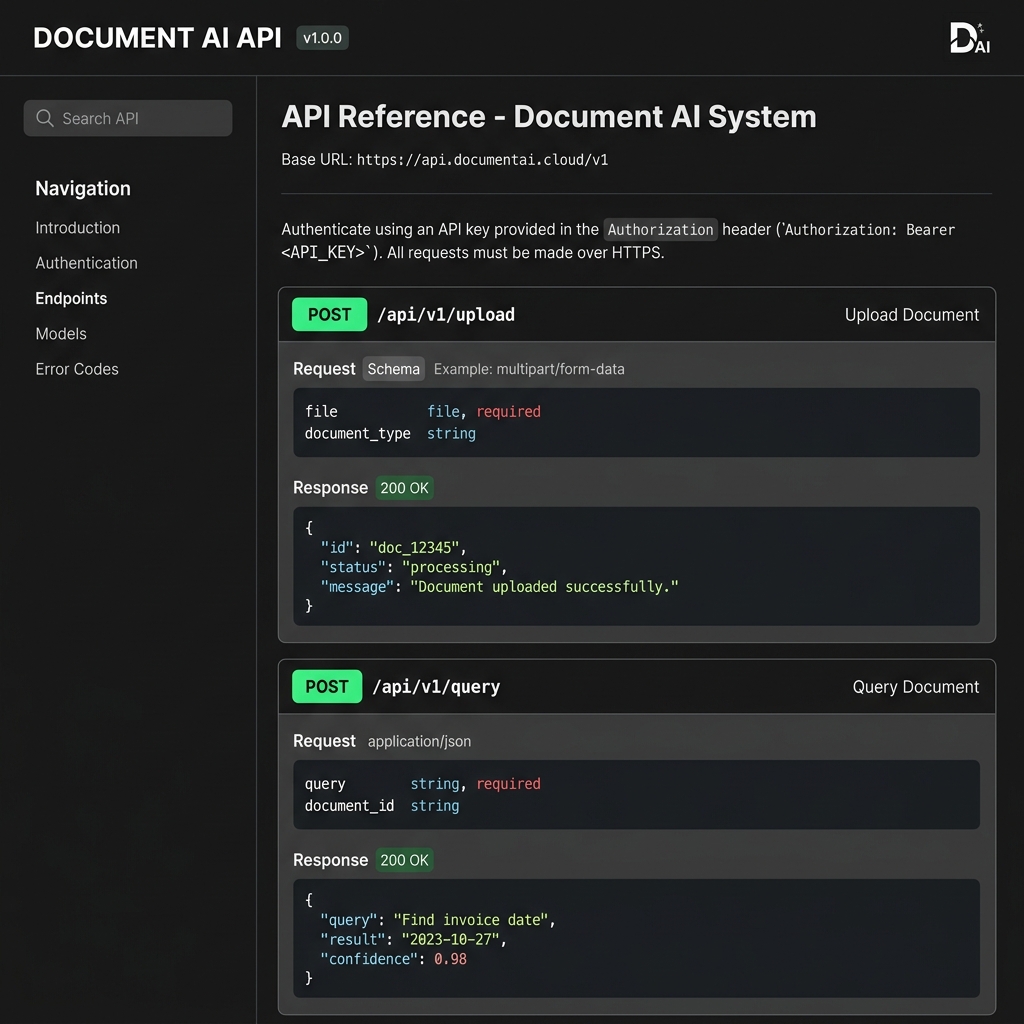 DOCUMENT AI API v1.0.0
DAI
Search API
Navigation
Introduction
Authentication
Endpoints
Models
Error Codes
API Reference - Document AI System
Base URL: https://api.documentai.cloud/v1
Authenticate using an API key provided in the Authorization header (`Authorization: Bearer
<API_KEY>`). All requests must be made over HTTPS.
POST /api/v1/upload Upload Document
Request Schema Example: multipart/form-data
file file, required
document_type string
Response 200 OK
{
"id": "doc_12345",
"status": "processing",
"message": "Document uploaded successfully."
}
POST /api/v1/query Query Document
Request application/json
query string, required
document_id string
Response 200 OK
{
"query": "Find invoice date",
"result": "2023-10-27",
"confidence": 0.98
}